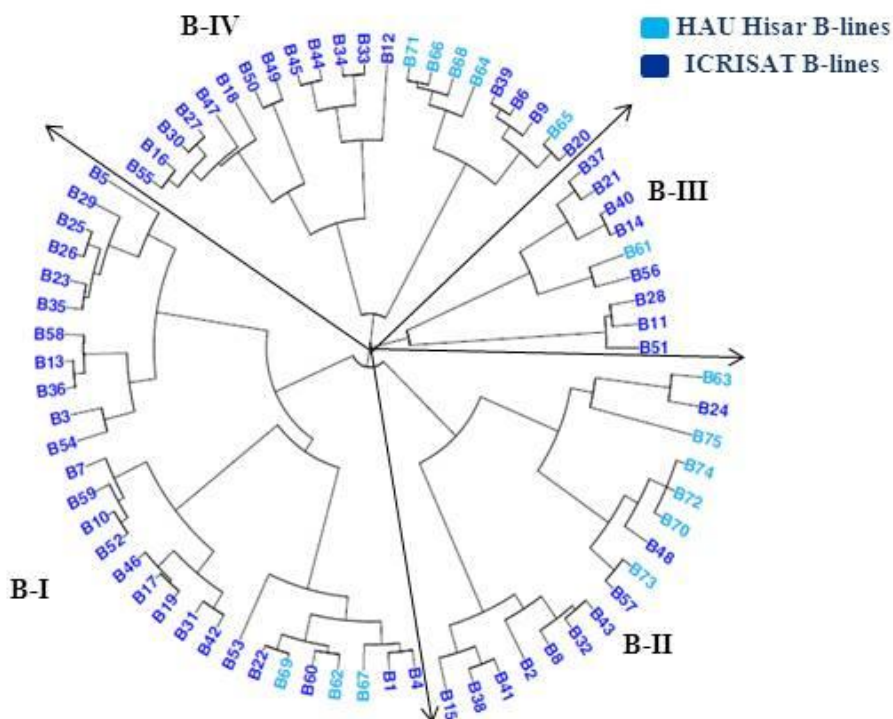 B-IV
HAU Hisar B-lines
ICRISAT B-lines
B5
B55
B16
B30
B27
B47
B18
B50
B49
B45
B44
B34
B33
B12
B71
B66
B68
B64
B39
B6
B9
B65
B20
B-III
B37
B21
B40
B14
B61
B56
B28
B11
B51
B63
B24
B75
B74
B72
B70
B48
B73
B57
B-II
B43
B32
B8
B2
B41
B38
B15
B4
B1
B67
B62
B60
B69
B22
B53
B42
B31
B19
B17
B46
B-I
B52
B10
B59
B7
B54
B3
B36
B13
B58
B35
B23
B26
B25
B29